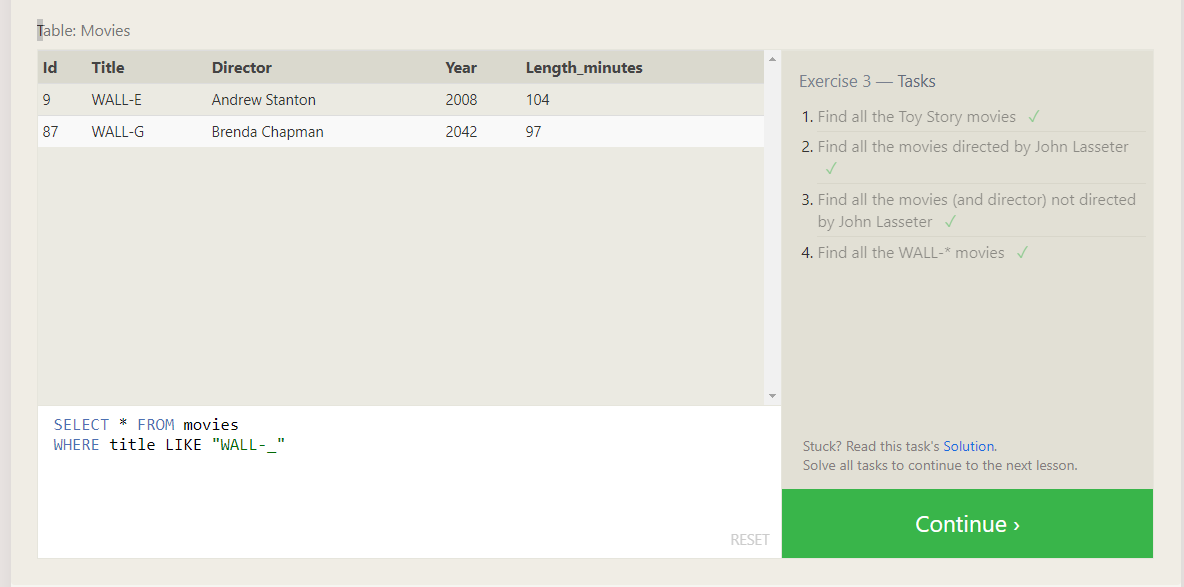 Table: Movies
Id Title Director Year Length_minutes
9 WALL-E Andrew Stanton 2008 104
87 WALL-G Brenda Chapman 2042 97
SELECT * FROM movies
WHERE title LIKE "WALL-_"
RESET
Exercise 3 — Tasks
1. Find all the Toy Story movies ✓
2. Find all the movies directed by John Lasseter
✓
3. Find all the movies (and director) not directed
by John Lasseter ✓
4. Find all the WALL-* movies ✓
Stuck? Read this task's Solution.
Solve all tasks to continue to the next lesson.
Continue ›